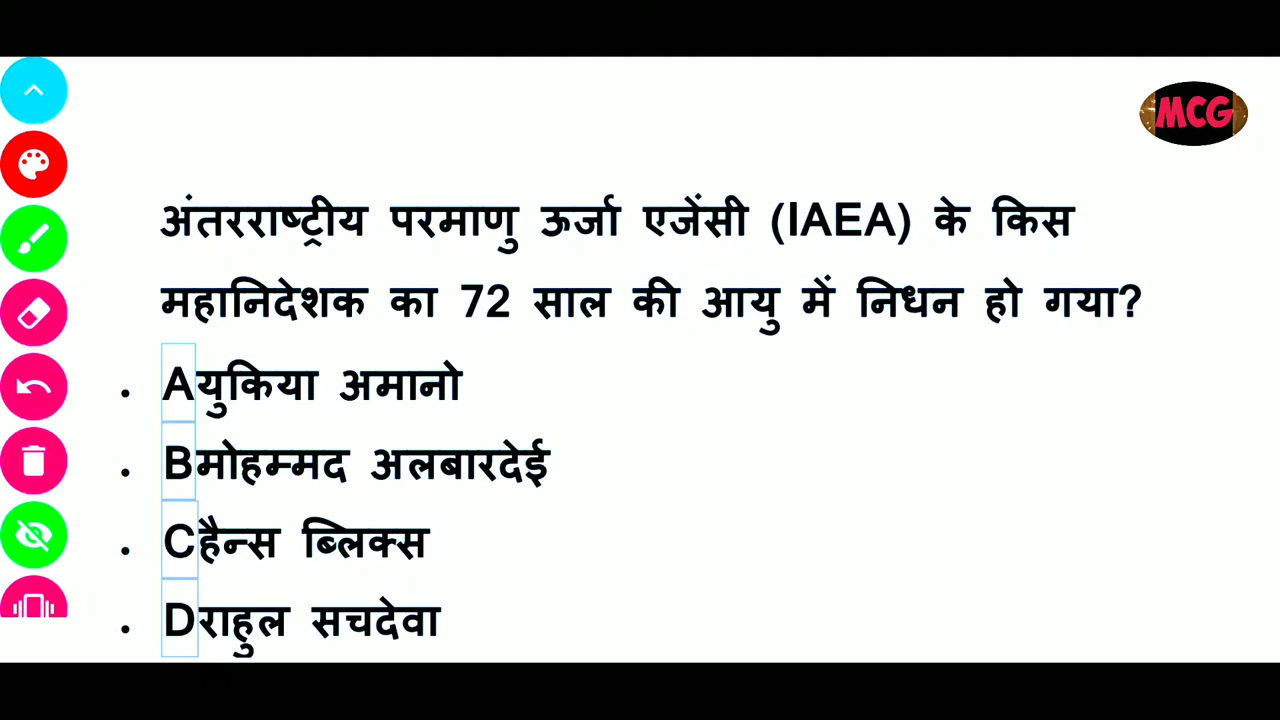 MCG
अंतरराष्ट्रीय परमाणु ऊर्जा एजेंसी (IAEA) के किस
महानिदेशक का 72 साल की आयु में निधन हो गया?
• Aयुकिया अमानो
• Bमोहम्मद अलबारदेई
• Cहैन्स ब्लिक्स
• Dराहुल सचदेवा